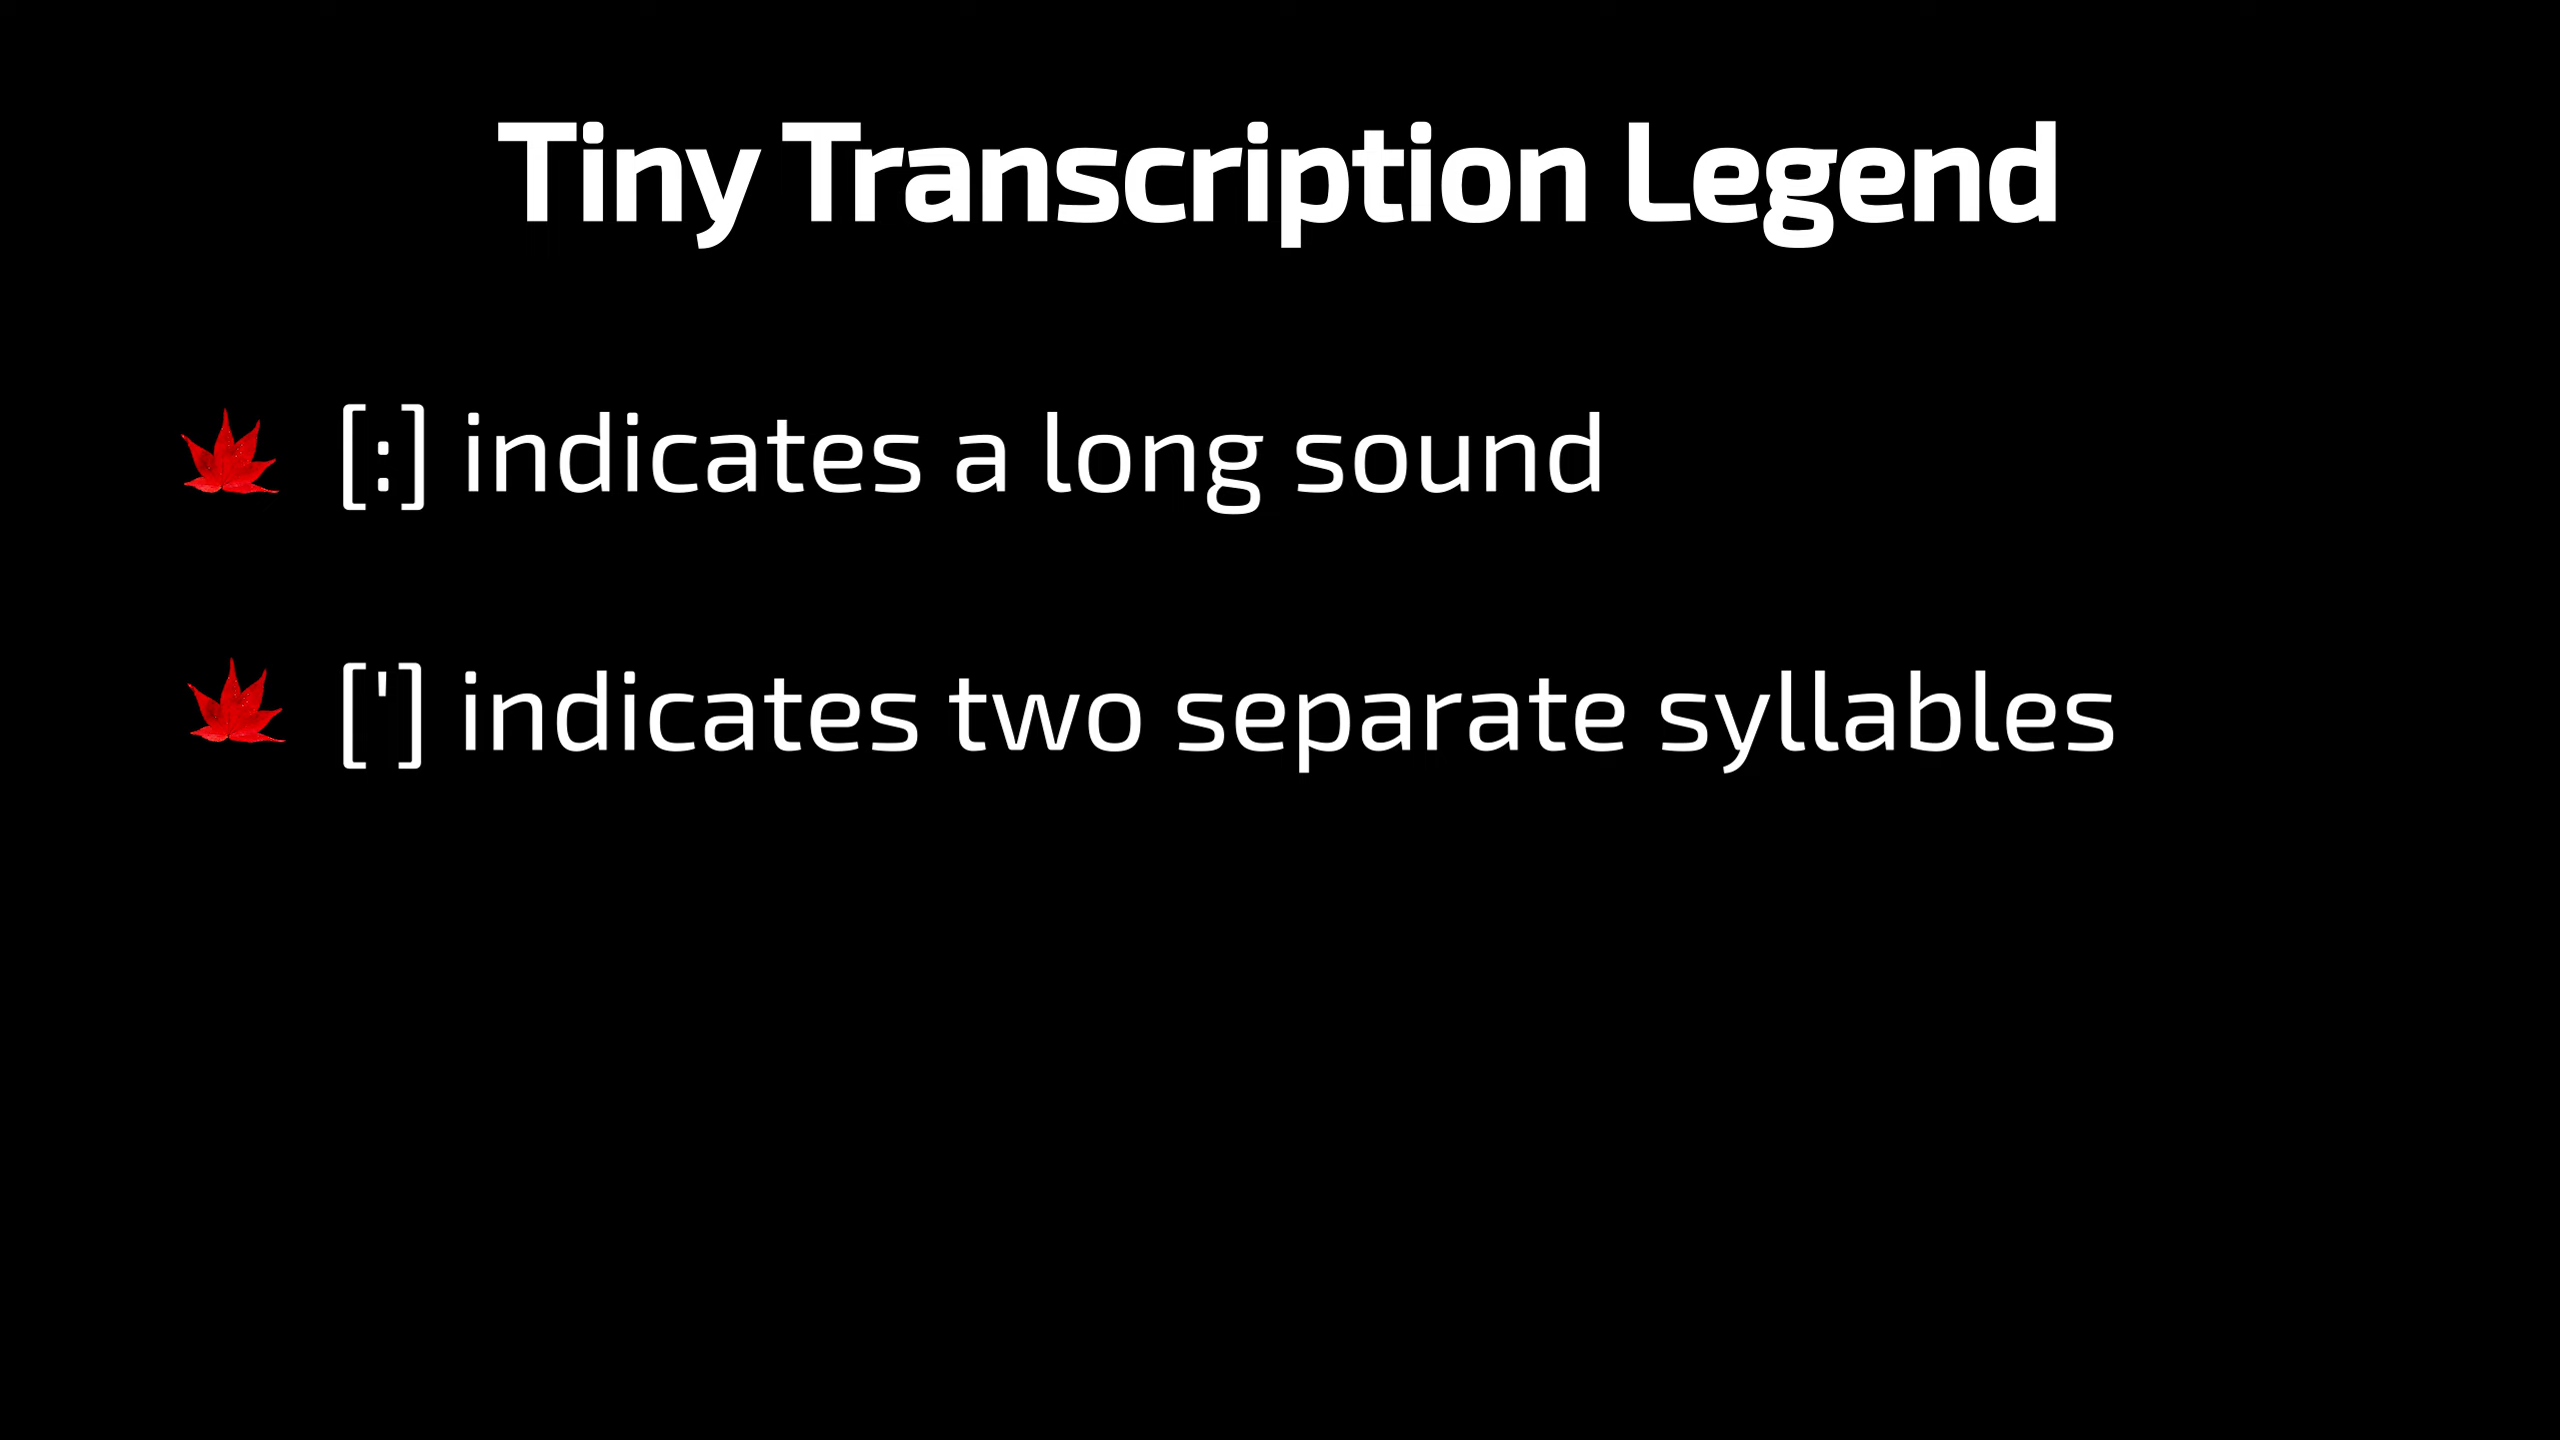 Tiny Transcription Legend
[:] indicates a long sound
['] indicates two separate syllables